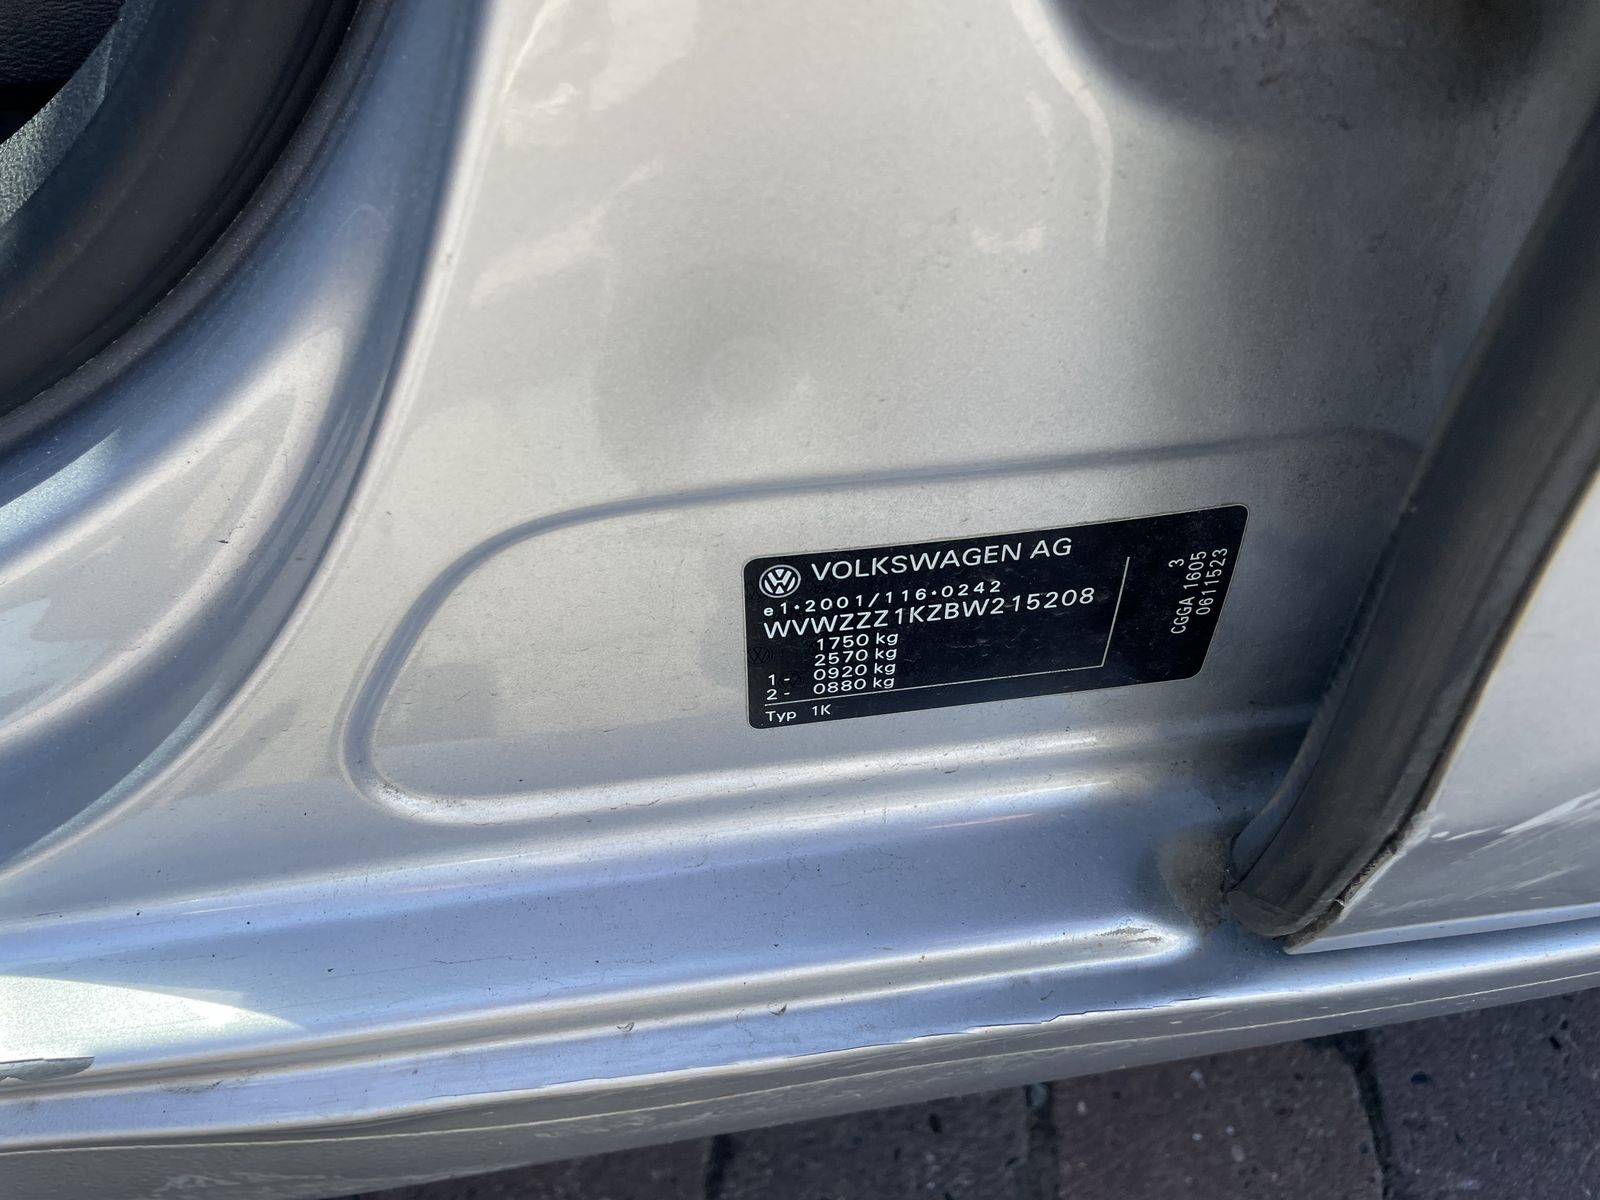 VOLKSWAGEN AG
e1*2001/116*0242
WVWZZZ1KZBW215208
1750 kg
2570 kg
1 - 0920 kg
2 - 0880 kg
Typ 1K
3
CGGA 1605
0611523